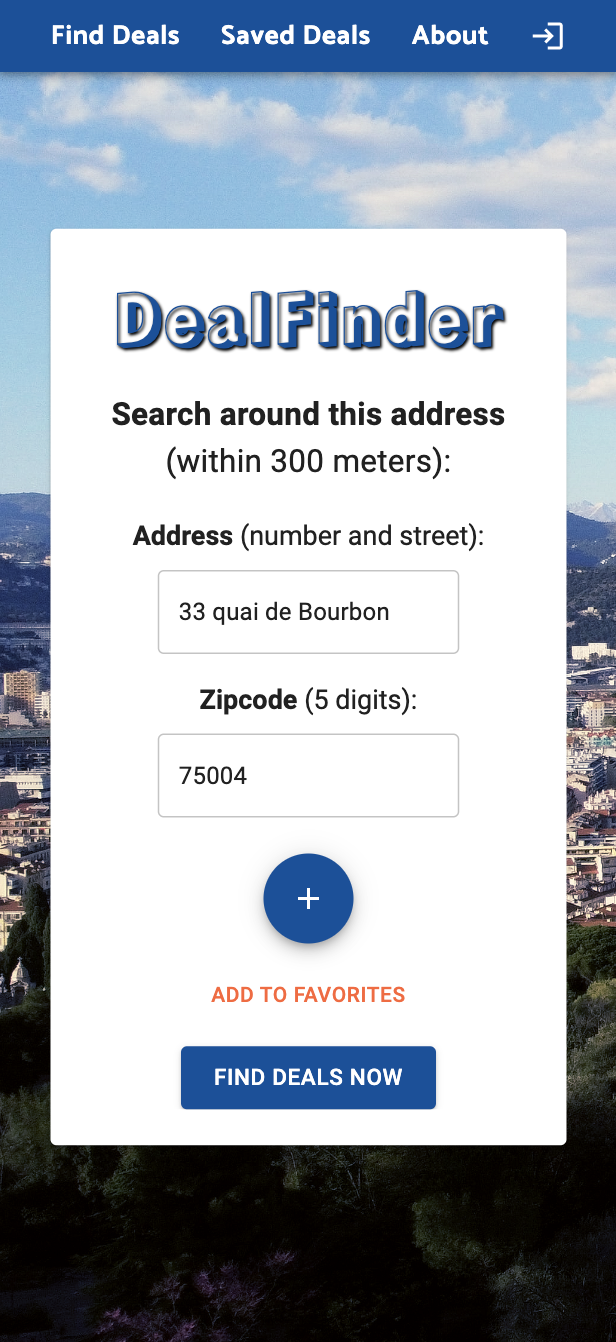 Find Deals Saved Deals About
DealFinder
Search around this address
(within 300 meters):
Address (number and street):
33 quai de Bourbon
Zipcode (5 digits):
75004
+
ADD TO FAVORITES
FIND DEALS NOW